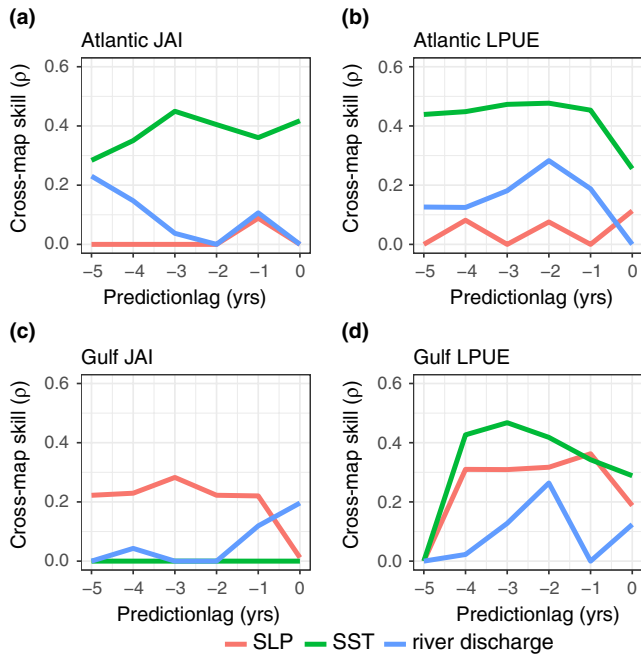 (a)
Atlantic JAI
Cross-map skill (ρ)
0.6
0.4
0.2
0.0
−5 −4 −3 −2 −1 0
Predictionlag (yrs)
(b)
Atlantic LPUE
Cross-map skill (ρ)
0.6
0.4
0.2
0.0
−5 −4 −3 −2 −1 0
Predictionlag (yrs)
(c)
Gulf JAI
Cross-map skill (ρ)
0.6
0.4
0.2
0.0
−5 −4 −3 −2 −1 0
Predictionlag (yrs)
(d)
Gulf LPUE
Cross-map skill (ρ)
0.6
0.4
0.2
0.0
−5 −4 −3 −2 −1 0
Predictionlag (yrs)
SLP SST river discharge